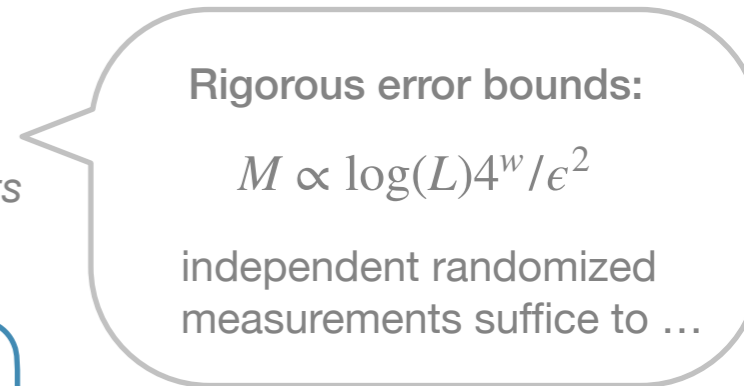 Rigorous error bounds:
M ∝ log(L)4^w/ϵ^2
independent randomized
measurements suffice to …